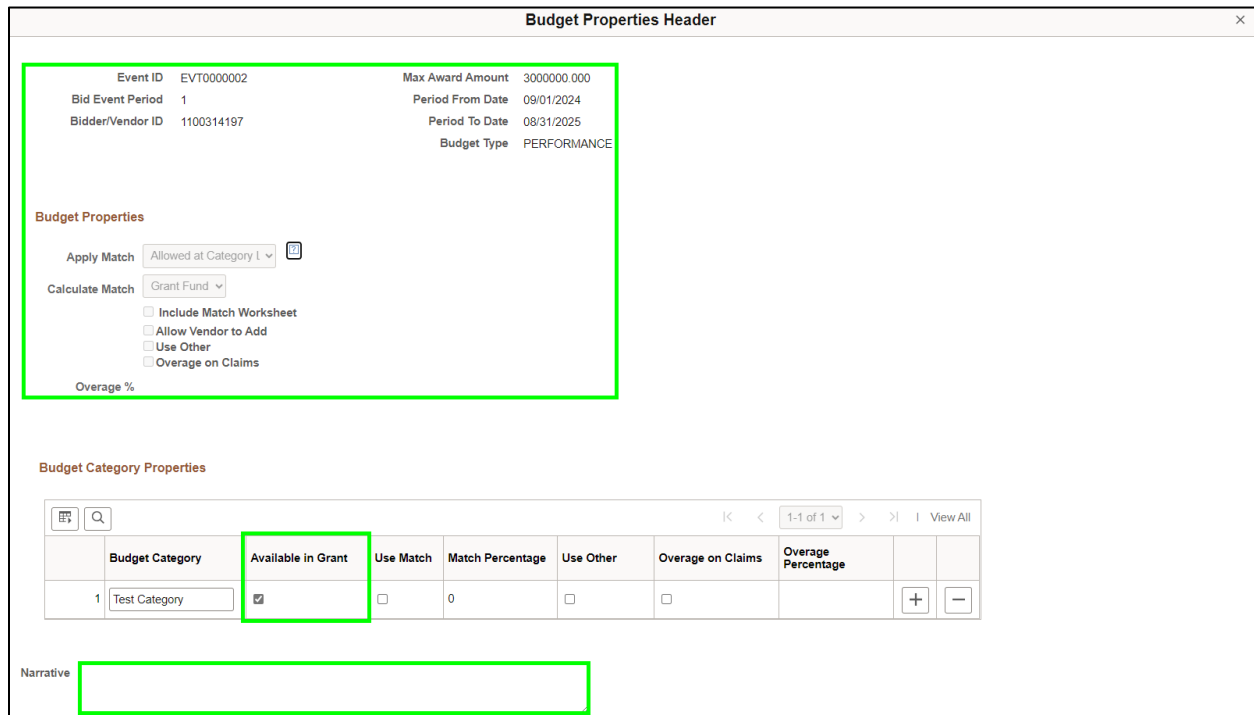 Budget Properties Header
Event ID EVT0000002 Max Award Amount 3000000.000
Bid Event Period 1 Period From Date 09/01/2024
Bidder/Vendor ID 1100314197 Period To Date 08/31/2025
Budget Type PERFORMANCE
Budget Properties
Apply Match Allowed at Category L
Calculate Match Grant Fund
Include Match Worksheet
Allow Vendor to Add
Use Other
Overage on Claims
Overage %
Budget Category Properties
1-1 of 1 | View All
Budget Category Available in Grant Use Match Match Percentage Use Other Overage on Claims Overage Percentage
1 Test Category 0
Narrative